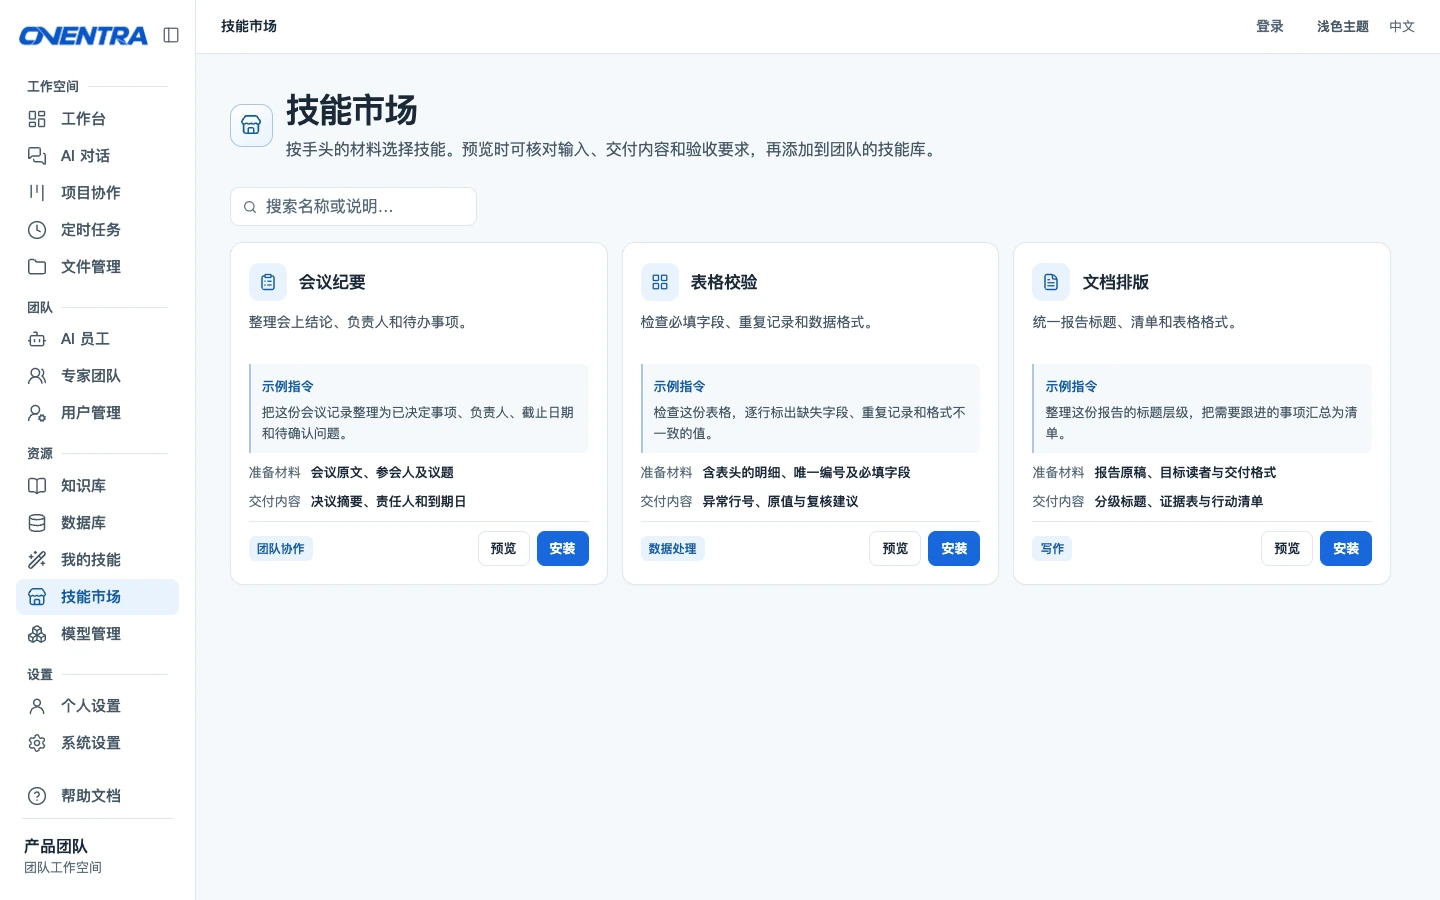 ONENTRA
工作空间
工作台
AI 对话
项目协作
定时任务
文件管理
团队
AI 员工
专家团队
用户管理
资源
知识库
数据库
我的技能
技能市场
模型管理
设置
个人设置
系统设置
帮助文档
产品团队
团队工作空间
技能市场
登录
浅色主题
中文
技能市场
按手头的材料选择技能。预览时可核对输入、交付内容和验收要求，再添加到团队的技能库。
搜索名称或说明...
会议纪要
整理会上结论、负责人和待办事项。
示例指令
把这份会议记录整理为已决定事项、负责人、截止日期
和待确认问题。
准备材料 会议原文、参会人及议题
交付内容 决议摘要、责任人和到期日
团队协作
预览
安装
表格校验
检查必填字段、重复记录和数据格式。
示例指令
检查这份表格，逐行标出缺失字段、重复记录和格式不
一致的值。
准备材料 含表头的明细、唯一编号及必填字段
交付内容 异常行号、原值与复核建议
数据处理
预览
安装
文档排版
统一报告标题、清单和表格格式。
示例指令
整理这份报告的标题层级，把需要跟进的事项汇总为清
单。
准备材料 报告原稿、目标读者与交付格式
交付内容 分级标题、证据表与行动清单
写作
预览
安装